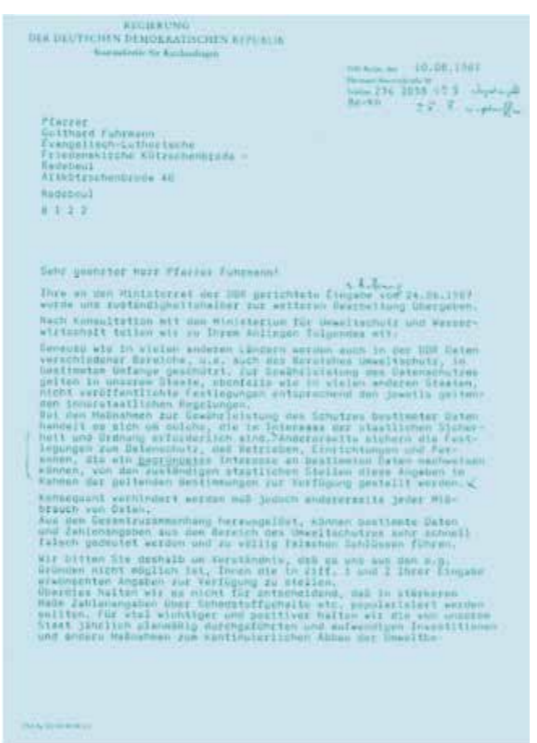 REGIERUNG
DER DEUTSCHEN DEMOKRATISCHEN REPUBLIK
Staatssekretär für Kirchenfragen
10.08.1987
Pfarrer
Gotthard Fuhrmann
Evangelisch-Lutherische
Friedenskirche Kötzschenbroda -
Radebeul
Altkötzschenbroda 40
Radebeul
8 1 2 2
Sehr geehrter Herr Pfarrer Fuhrmann!
Ihre an den Ministerrat der DDR gerichtete Eingabe vom 24.06.1987
wurde uns zuständigkeitshalber zur weiteren Bearbeitung übergeben.
Nach Konsultation mit dem Ministerium für Umweltschutz und Wasser-
wirtschaft teilen wir zu Ihrem Anliegen folgendes mit:
Genauso wie in vielen anderen Ländern werden auch in der DDR Daten
verschiedener Bereiche, u.a. auch des Bereiches Umweltschutz, in
bestimmtem Umfange geschützt. Zur Gewährleistung des Datenschutzes
gelten in unserem Staate, ebenfalls wie in vielen anderen Staaten,
nicht veröffentlichte Festlegungen entsprechend den jeweils gelten-
den innerstaatlichen Regelungen.
Bei den Maßnahmen zur Gewährleistung des Schutzes bestimmter Daten
handelt es sich um solche, die im Interesse der staatlichen Sicher-
heit und Ordnung erforderlich sind. Andererseits sichern die Fest-
legungen zum Datenschutz, den Betrieben, Einrichtungen und Per-
sonen, die ein begründetes Interesse an bestimmten Daten nachweisen
können, von den zuständigen staatlichen Stellen diese Angaben im
Rahmen der geltenden Bestimmungen zur Verfügung gestellt werden.
Konsequent verhindert werden muß jedoch andererseits jeder Miß-
brauch von Daten.
Aus dem Gesamtzusammenhang herausgelöst, können bestimmte Daten
und Zahlenangaben aus dem Bereich des Umweltschutzes sehr schnell
falsch gedeutet werden und zu völlig falschen Schlüssen führen.
Wir bitten Sie deshalb um Verständnis, daß es uns aus den o.g.
Gründen nicht möglich ist, Ihnen die in Ziff. 1 und 2 Ihrer Eingabe
erwünschten Angaben zur Verfügung zu stellen.
Überdies halten wir es nicht für entscheidend, daß in stärkerem
Maße Zahlenangaben über Schadstoffgehalte etc. popularisiert werden
sollten. Für viel wichtiger und positiver halten wir die von unserem
Staat jährlich planmäßig durchgeführten und aufwendigen Investitionen
und andere Maßnahmen zum kontinuierlichen Abbau der Umweltbe-